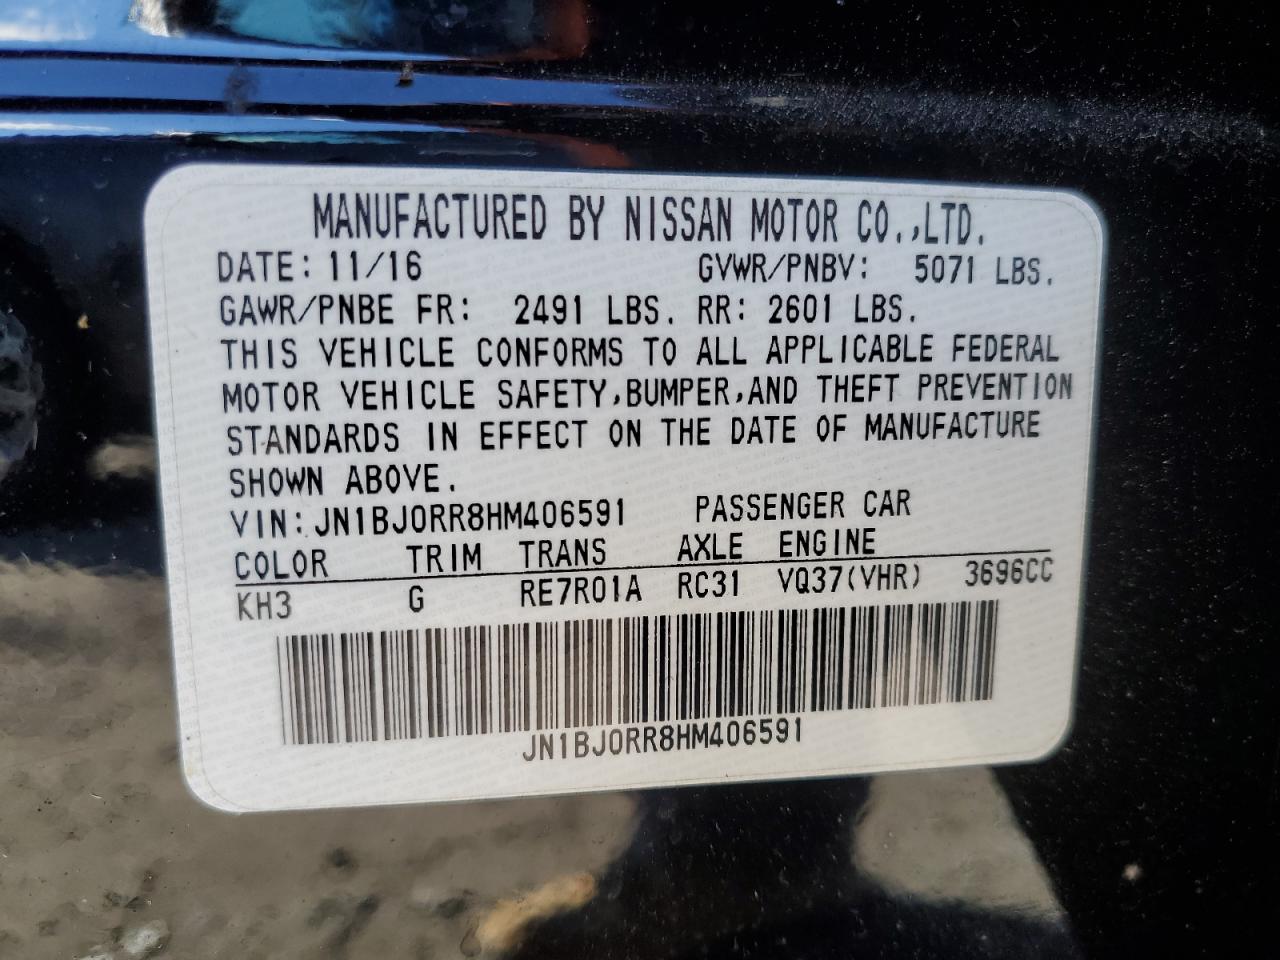 MANUFACTURED BY NISSAN MOTOR CO.,LTD.
DATE: 11/16 GVWR/PNBV: 5071 LBS.
GAWR/PNBE FR: 2491 LBS. RR: 2601 LBS.
THIS VEHICLE CONFORMS TO ALL APPLICABLE FEDERAL
MOTOR VEHICLE SAFETY,BUMPER,AND THEFT PREVENTION
STANDARDS IN EFFECT ON THE DATE OF MANUFACTURE
SHOWN ABOVE.
VIN: JN1BJ0RR8HM406591 PASSENGER CAR
COLOR TRIM TRANS AXLE ENGINE
KH3 G RE7R01A RC31 VQ37(VHR) 3696CC
JN1BJ0RR8HM406591